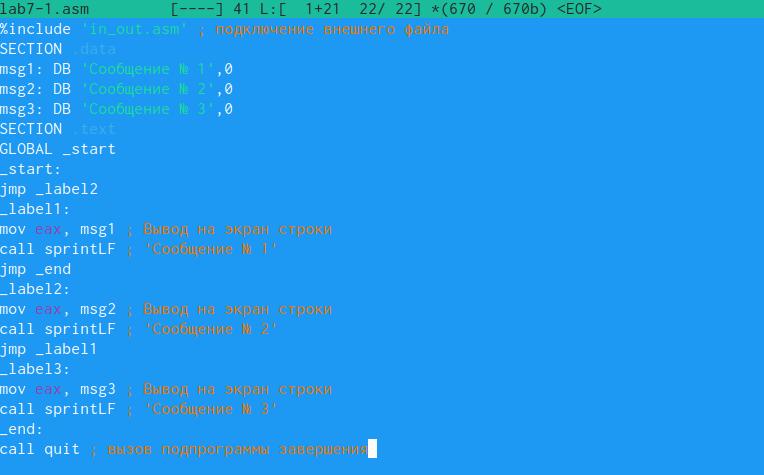 lab7-1.asm [----] 41 L:[ 1+21 22/ 22] *(670 / 670b) <EOF>
%include 'in_out.asm' ; подключение внешнего файла
SECTION .data
msg1: DB 'Сообщение № 1',0
msg2: DB 'Сообщение № 2',0
msg3: DB 'Сообщение № 3',0
SECTION .text
GLOBAL _start
_start:
jmp _label2
_label1:
mov eax, msg1 ; Вывод на экран строки
call sprintLF ; 'Сообщение № 1'
jmp _end
_label2:
mov eax, msg2 ; Вывод на экран строки
call sprintLF ; 'Сообщение № 2'
jmp _label1
_label3:
mov eax, msg3 ; Вывод на экран строки
call sprintLF ; 'Сообщение № 3'
_end:
call quit ; вызов подпрограммы завершения